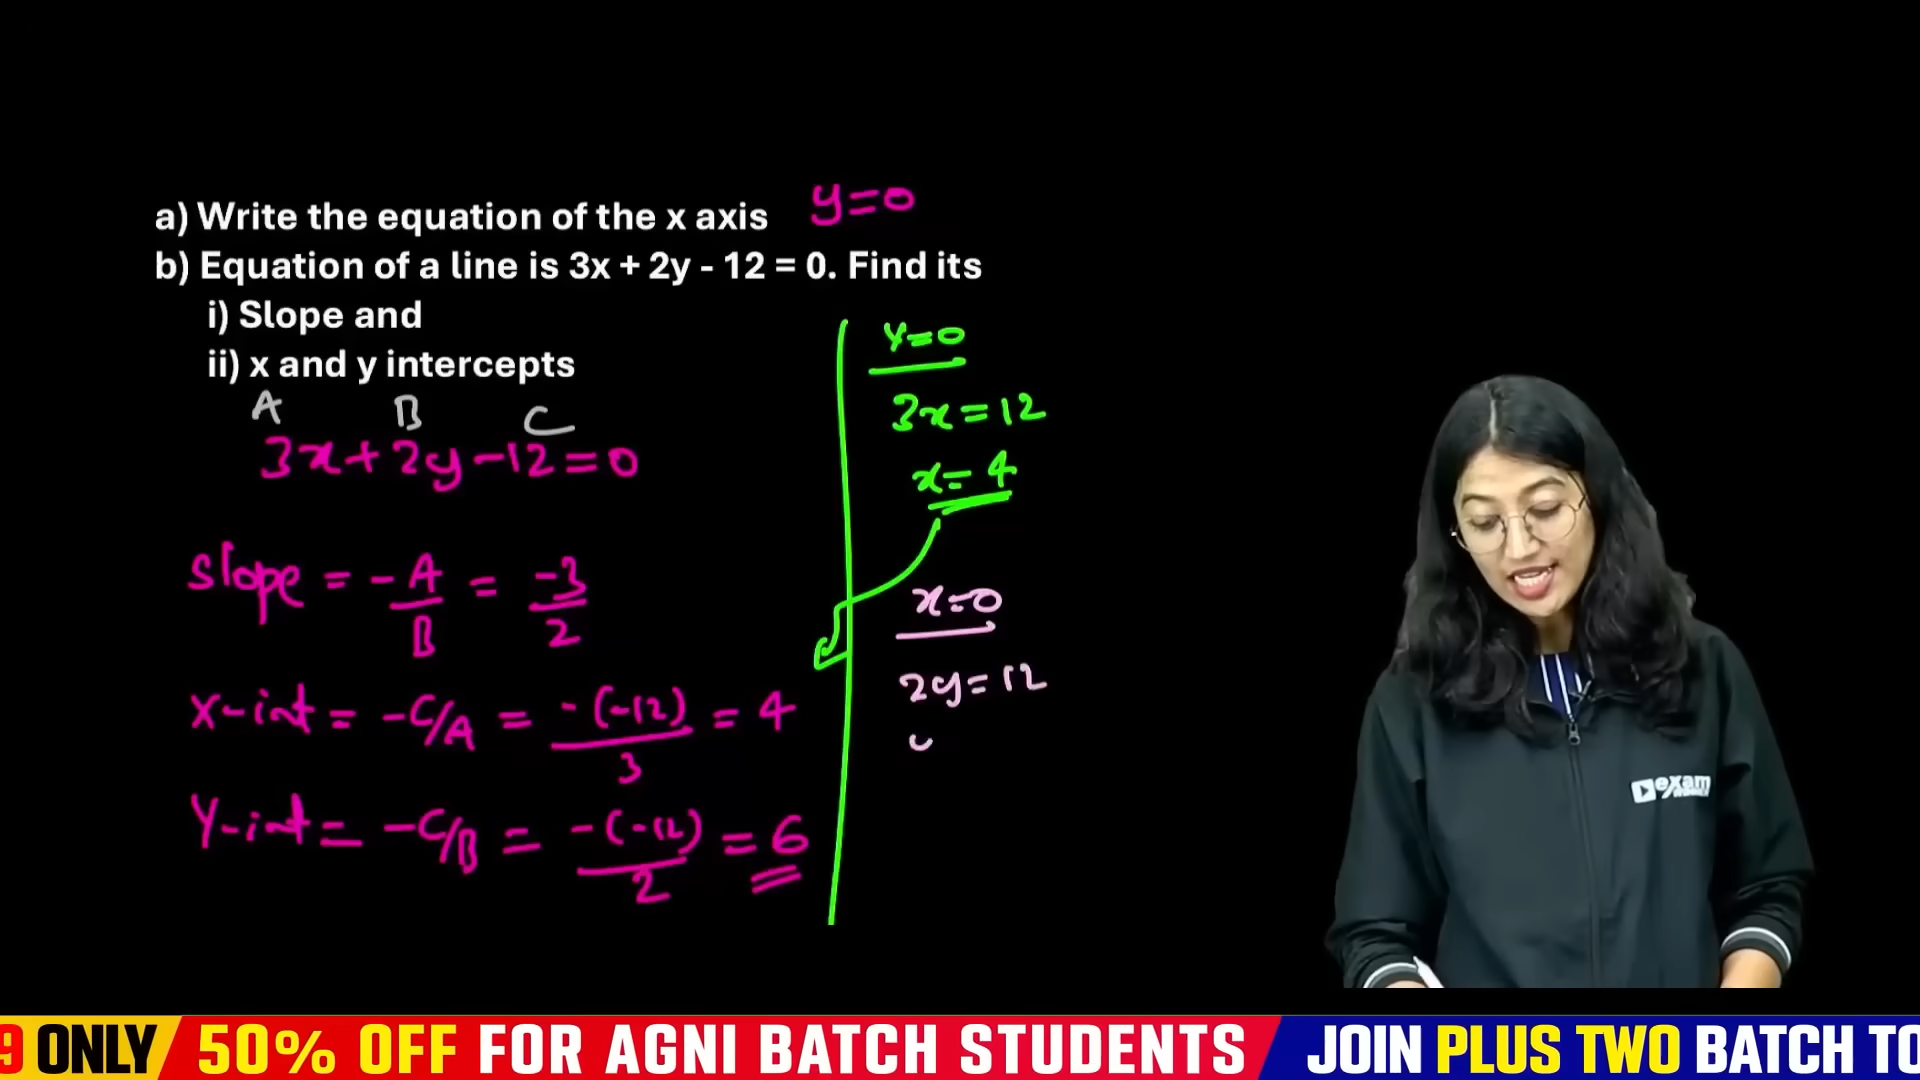 a) Write the equation of the x axis y=0
b) Equation of a line is 3x + 2y - 12 = 0. Find its
i) Slope and
ii) x and y intercepts
A B C
3x+2y-12=0
slope = -A/B = -3/2
x-int = -C/A = -(-12)/3 = 4
Y-int = -C/B = -(-12)/2 = 6
Y=0
3x=12
x=4
x=0
2y=12
exam
9 ONLY 50% OFF FOR AGNI BATCH STUDENTS JOIN PLUS TWO BATCH TO